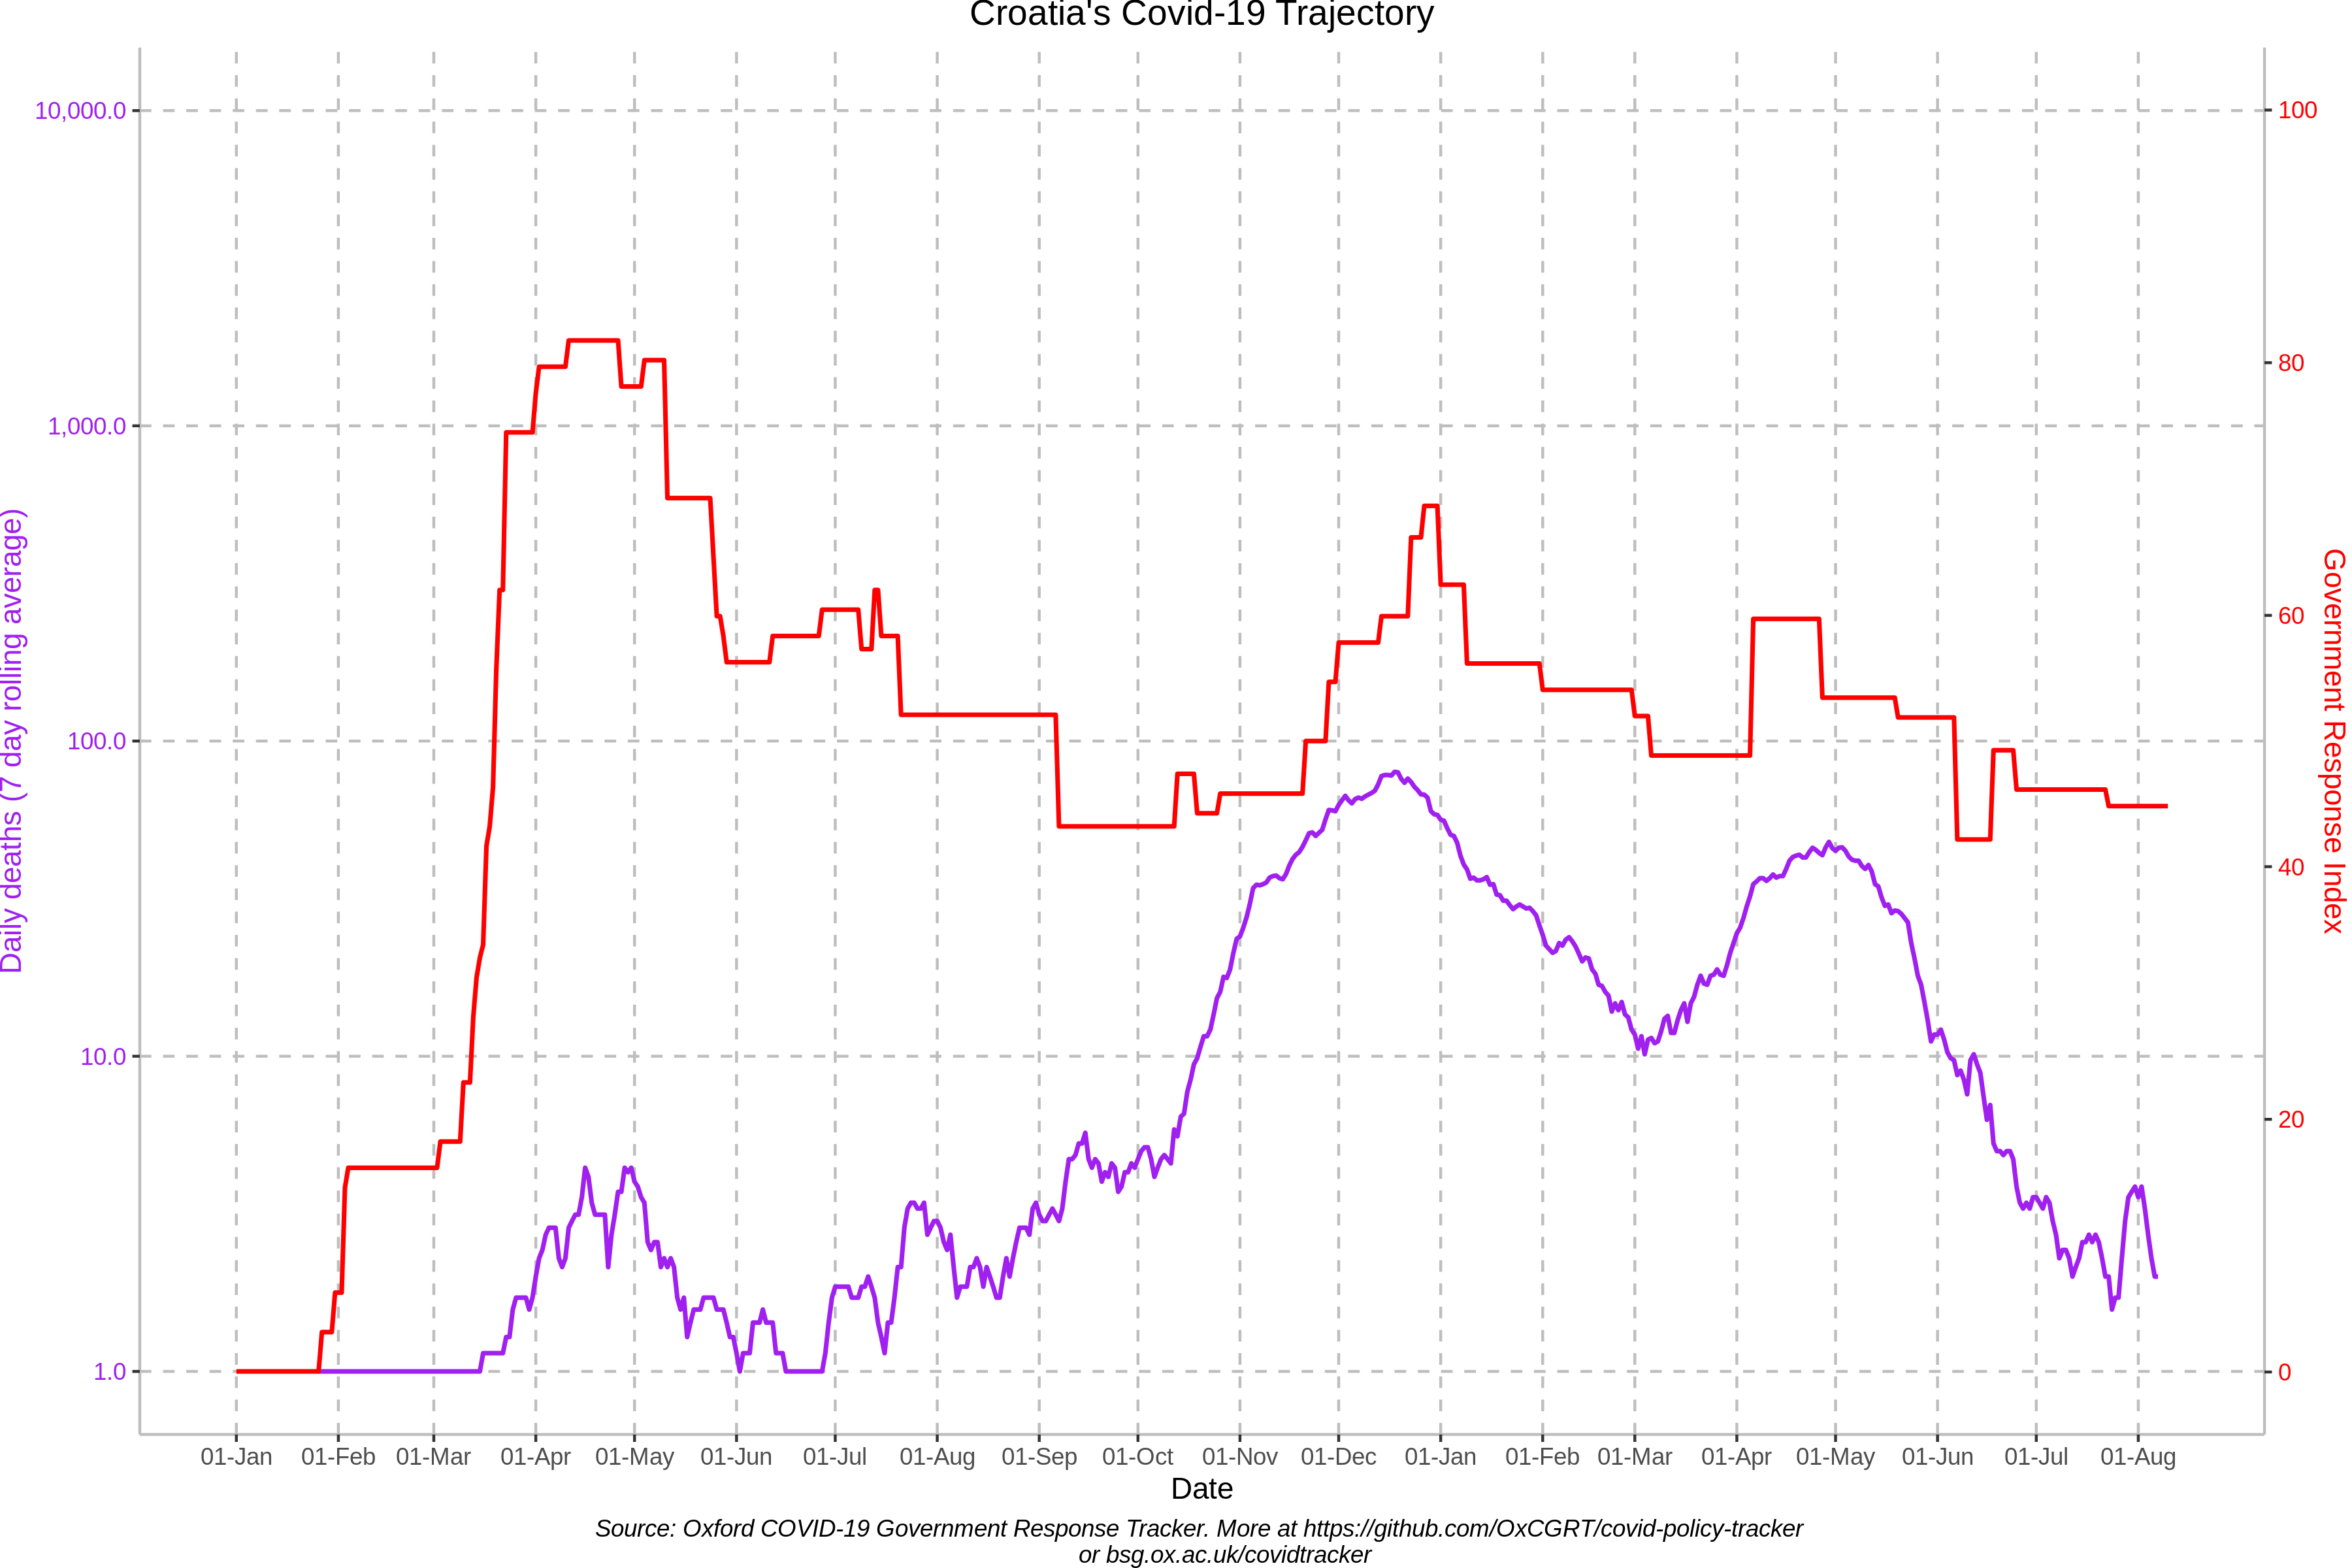 Croatia's Covid-19 Trajectory
10,000.0
1,000.0
100.0
10.0
1.0
Daily deaths (7 day rolling average)
100
80
60
40
20
0
Government Response Index
01-Jan 01-Feb 01-Mar 01-Apr 01-May 01-Jun 01-Jul 01-Aug 01-Sep 01-Oct 01-Nov 01-Dec 01-Jan 01-Feb 01-Mar 01-Apr 01-May 01-Jun 01-Jul 01-Aug
Date
Source: Oxford COVID-19 Government Response Tracker. More at https://github.com/OxCGRT/covid-policy-tracker
or bsg.ox.ac.uk/covidtracker